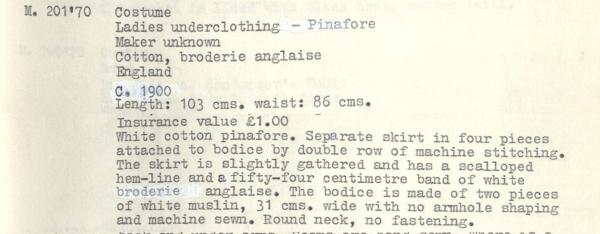 M. 201'70 Costume
Ladies underclothing - Pinafore
Maker unknown
Cotton, broderie anglaise
England
C. 1900
Length: 103 cms. waist: 86 cms.
Insurance value £1.00
White cotton pinafore. Separate skirt in four pieces
attached to bodice by double row of machine stitching.
The skirt is slightly gathered and has a scalloped
hem-line and a fifty-four centimetre band of white
broderie anglaise. The bodice is made of two pieces
of white muslin, 31 cms. wide with no armhole shaping
and machine sewn. Round neck, no fastening.